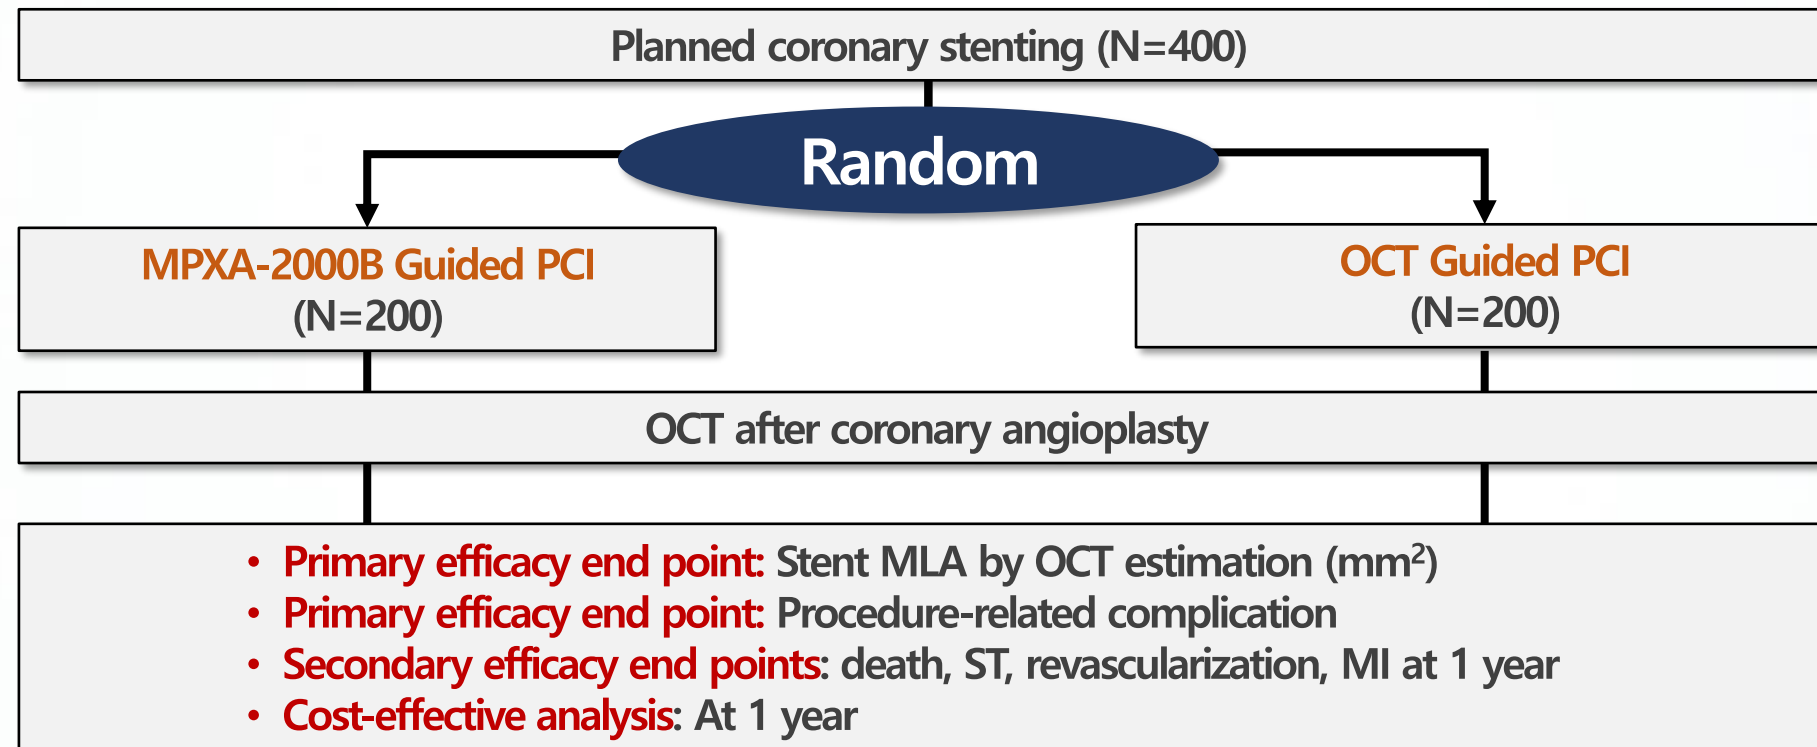 Planned coronary stenting (N=400)
Random
MPXA-2000B Guided PCI
(N=200)
OCT Guided PCI
(N=200)
OCT after coronary angioplasty
• Primary efficacy end point: Stent MLA by OCT estimation (mm²)
• Primary efficacy end point: Procedure-related complication
• Secondary efficacy end points: death, ST, revascularization, MI at 1 year
• Cost-effective analysis: At 1 year